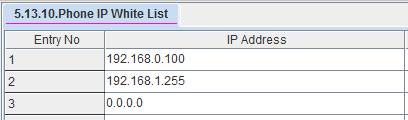 5.13.10.Phone IP White List
Entry No IP Address
1 192.168.0.100
2 192.168.1.255
3 0.0.0.0